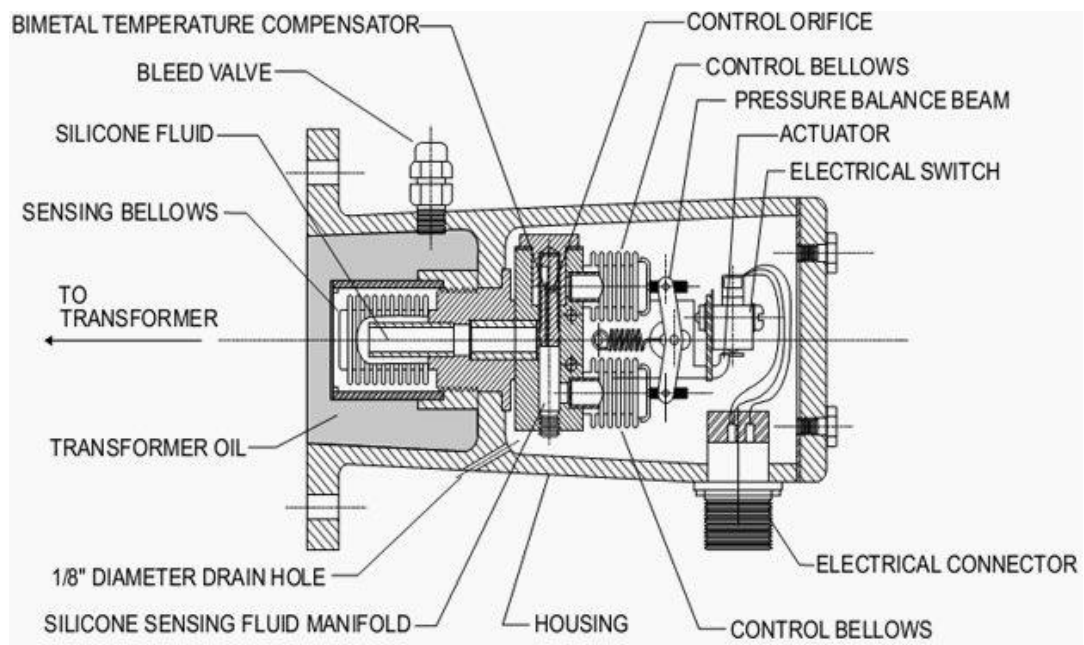 BIMETAL TEMPERATURE COMPENSATOR
CONTROL ORIFICE
BLEED VALVE
CONTROL BELLOWS
PRESSURE BALANCE BEAM
SILICONE FLUID
ACTUATOR
ELECTRICAL SWITCH
SENSING BELLOWS
TO
TRANSFORMER
TRANSFORMER OIL
ELECTRICAL CONNECTOR
1/8" DIAMETER DRAIN HOLE
SILICONE SENSING FLUID MANIFOLD
HOUSING
CONTROL BELLOWS